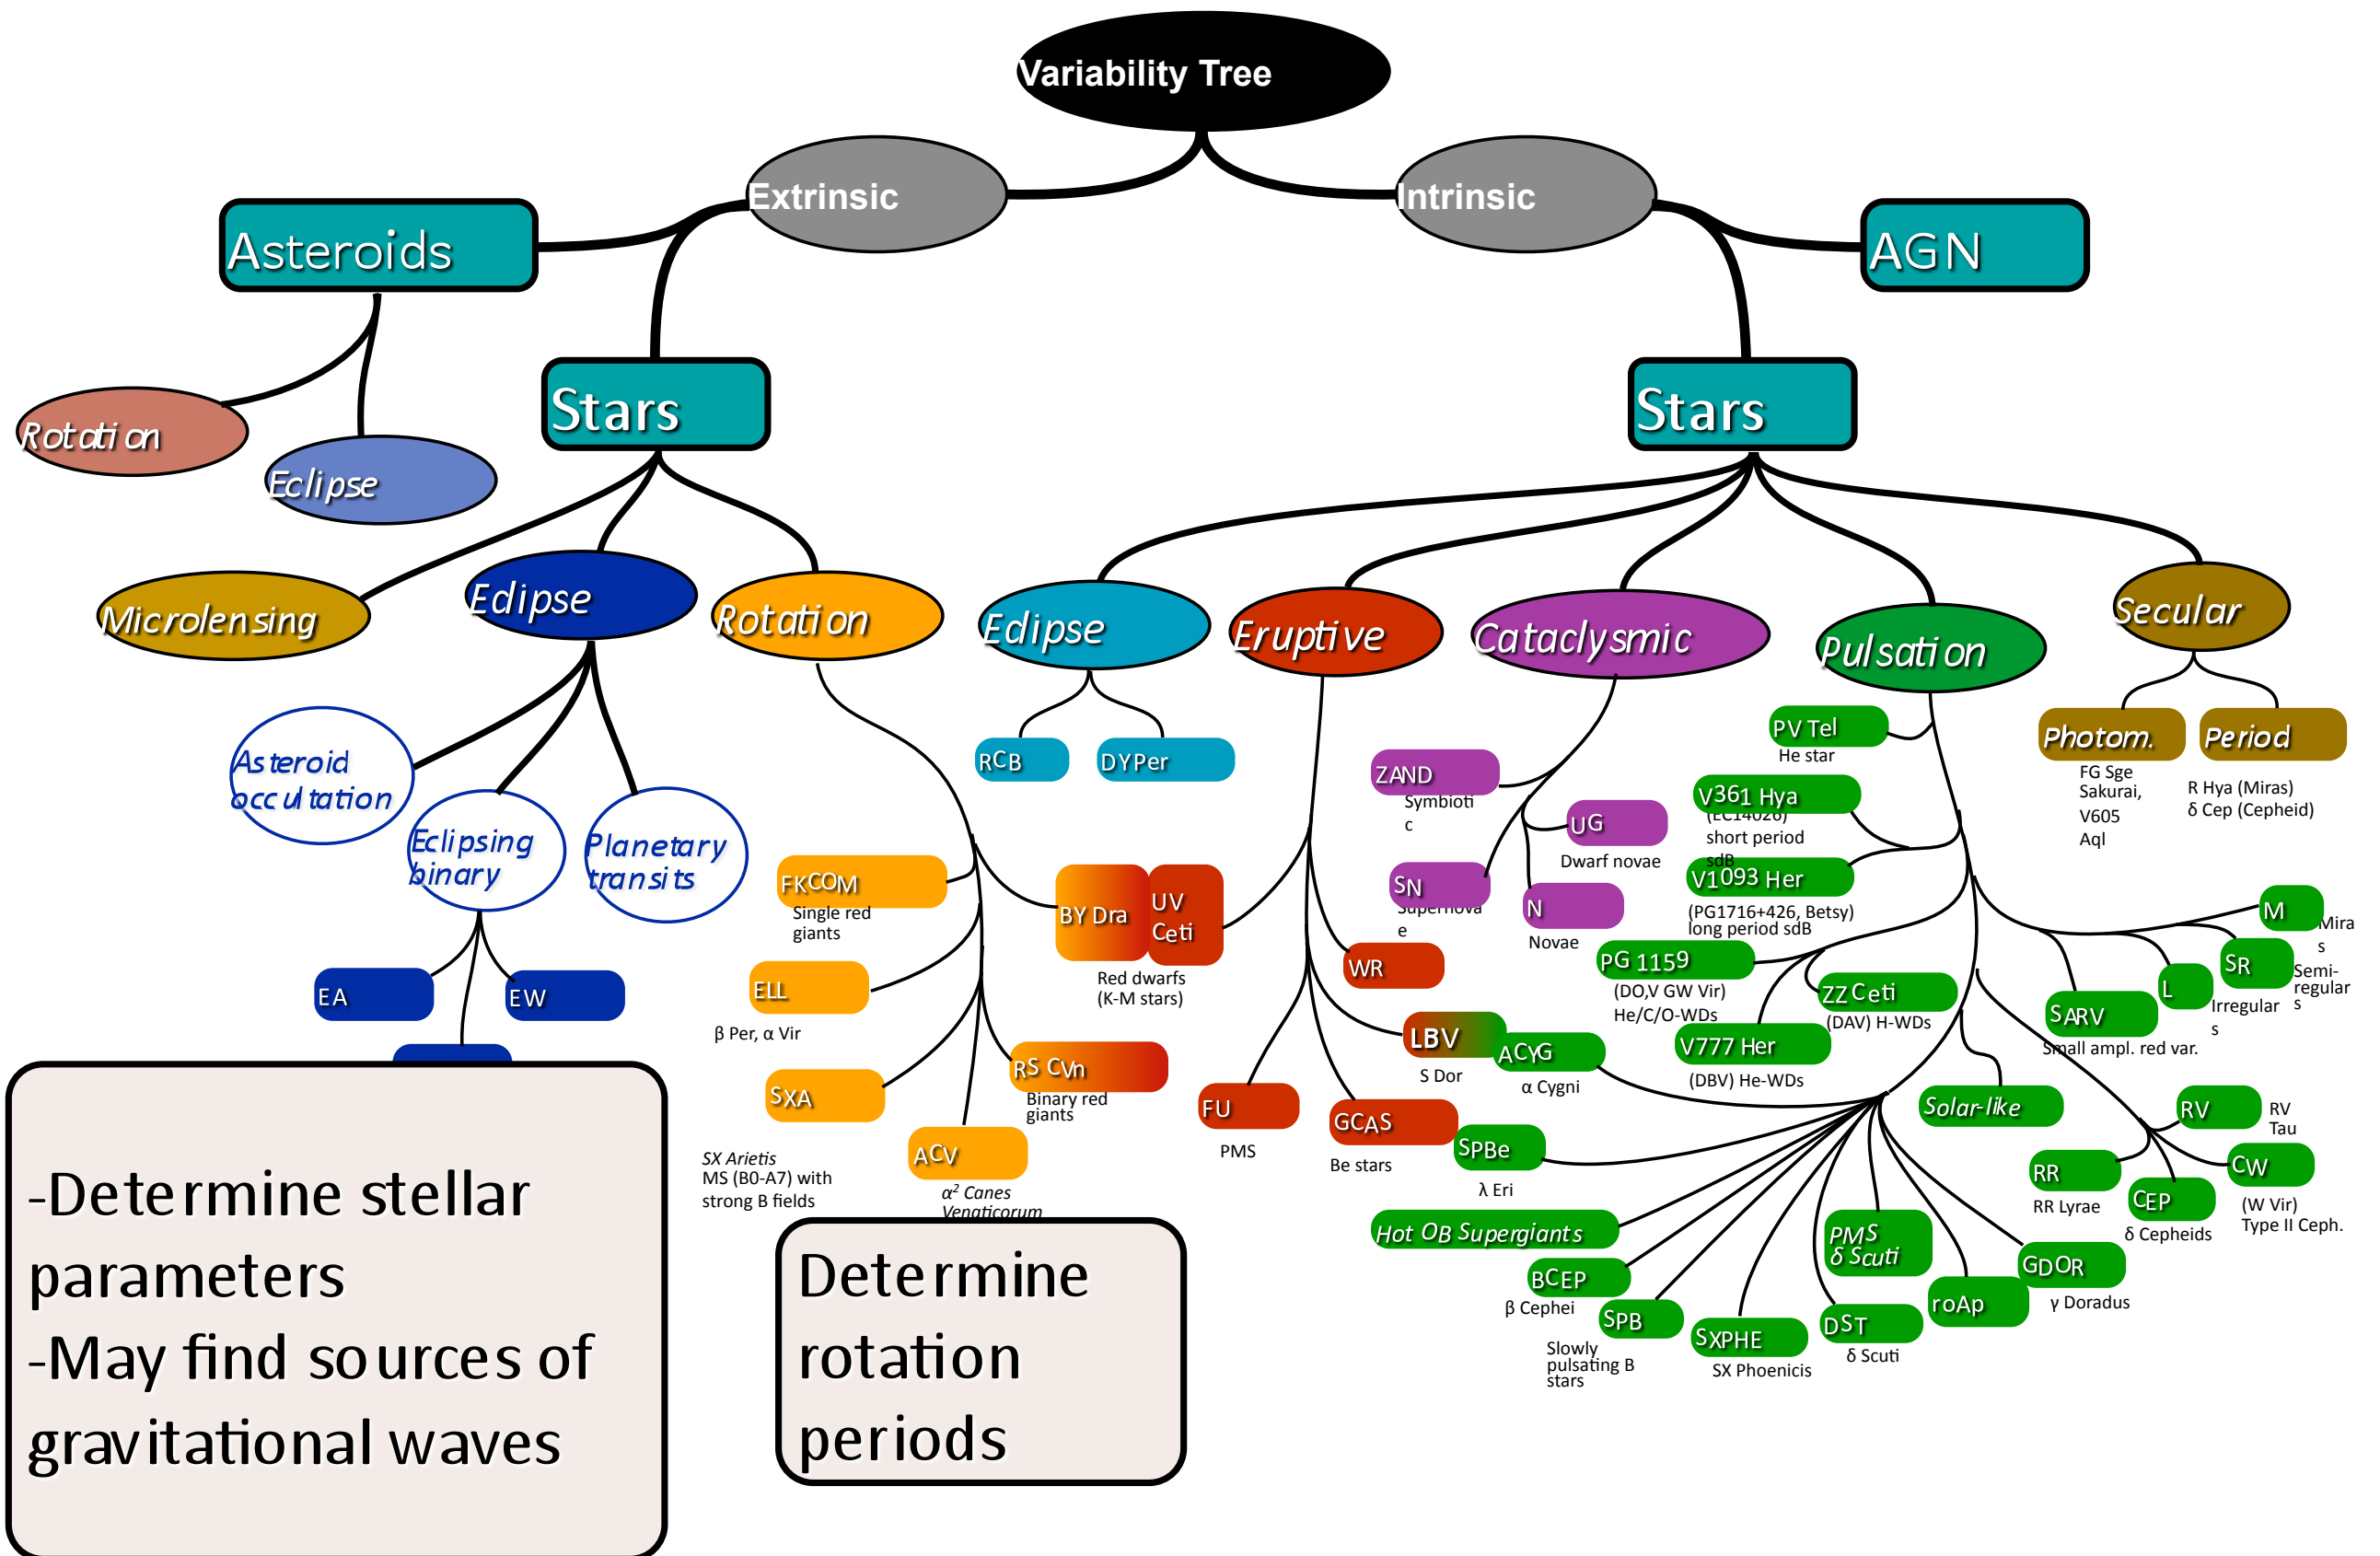 Variability Tree
Extrinsic
Intrinsic
Asteroids
AGN
Stars
Stars
Rotation
Eclipse
Microlensing
Eclipse
Rotation
Eclipse
Eruptive
Cataclysmic
Pulsation
Secular
Asteroid
occultation
Eclipsing
binary
Planetary
transits
EA
EW
RCB
DYPer
FKCOM
Single red
giants
ELL
β Per, α Vir
SXA
SX Arietis
MS (B0-A7) with
strong B fields
ACV
α² Canes
Venaticorum
RS CVn
Binary red
giants
BY Dra
UV
Ceti
Red dwarfs
(K-M stars)
WR
LBV
S Dor
FU
PMS
GCAS
Be stars
ZAND
Symbioti
c
UG
Dwarf novae
SN
Supernova
e
N
Novae
PV Tel
He star
V361 Hya
(EC14026)
short period
sdB
V1093 Her
(PG1716+426, Betsy)
long period sdB
PG 1159
(DO,V GW Vir)
He/C/O-WDs
ZZ Ceti
(DAV) H-WDs
V777 Her
(DBV) He-WDs
ACYG
α Cygni
SPBe
λ Eri
Hot OB Supergiants
BCEP
β Cephei
SPB
Slowly
pulsating B
stars
SXPHE
SX Phoenicis
DST
δ Scuti
PMS
δ Scuti
roAp
GDOR
γ Doradus
Solar-like
M
Mira
s
SR
Semi-
regular
s
L
Irregular
s
SARV
Small ampl. red var.
RV
RV
Tau
CW
(W Vir)
Type II Ceph.
RR
RR Lyrae
CEP
δ Cepheids
Photom.
FG Sge
Sakurai,
V605
Aql
Period
R Hya (Miras)
δ Cep (Cepheid)
-Determine stellar
parameters
-May find sources of
gravitational waves
Determine
rotation
periods